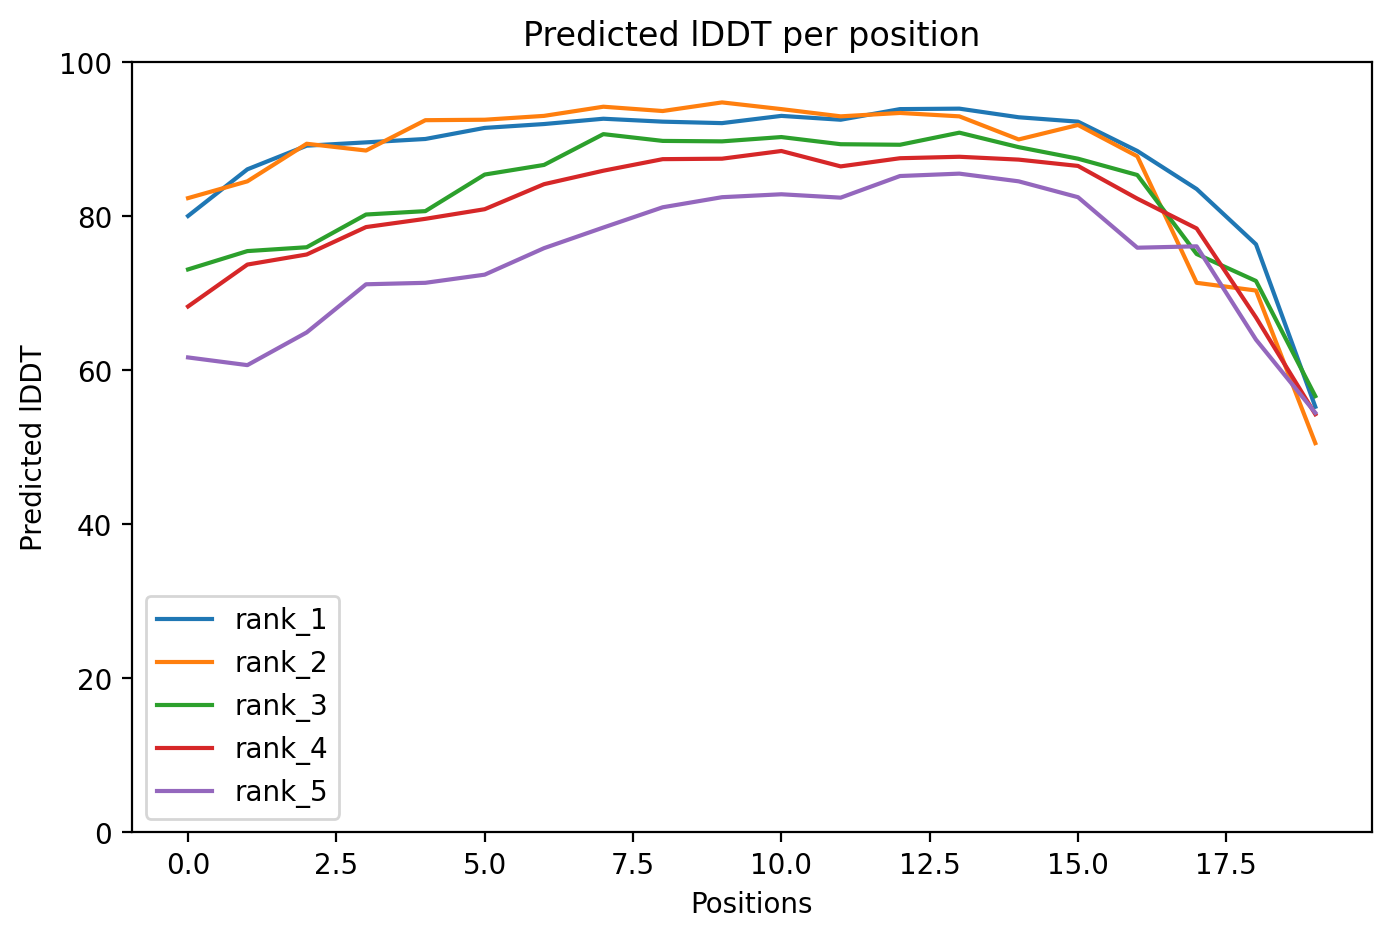 Predicted lDDT per position
100
80
60
40
20
0
Predicted lDDT
rank_1
rank_2
rank_3
rank_4
rank_5
0.0 2.5 5.0 7.5 10.0 12.5 15.0 17.5
Positions